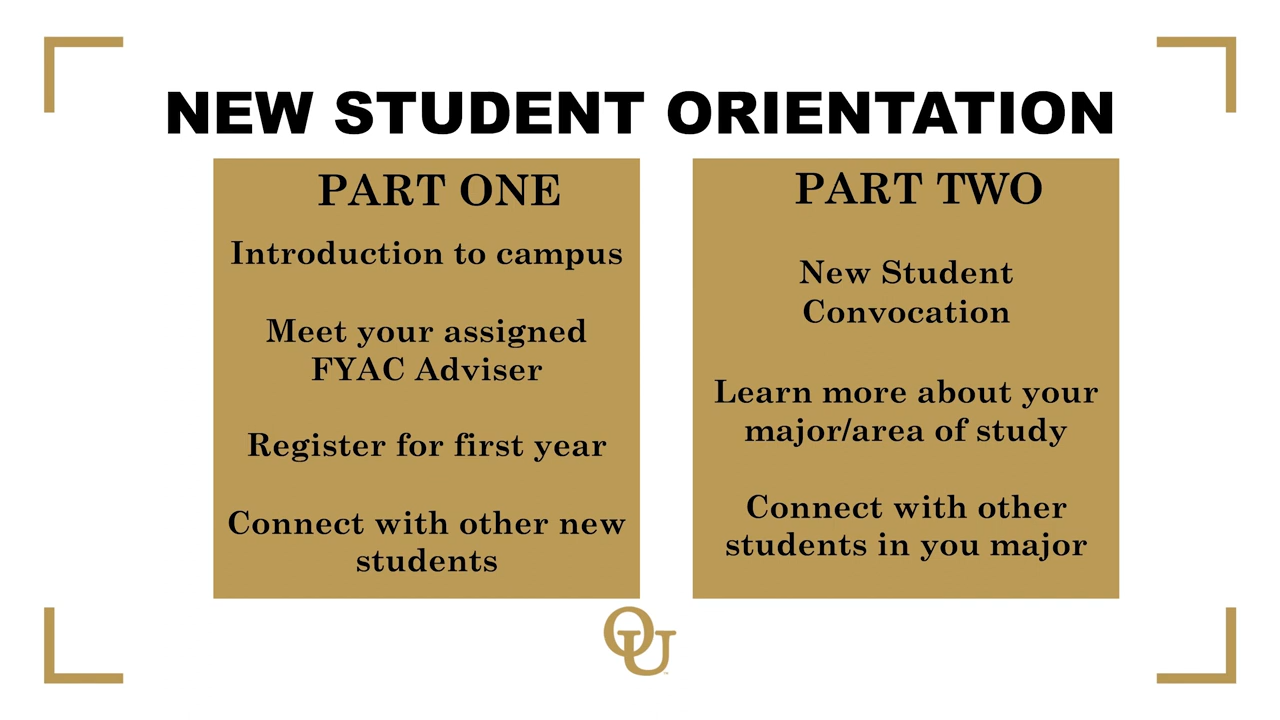 NEW STUDENT ORIENTATION
PART ONE
Introduction to campus
Meet your assigned
FYAC Adviser
Register for first year
Connect with other new
students
PART TWO
New Student
Convocation
Learn more about your
major/area of study
Connect with other
students in you major
OU